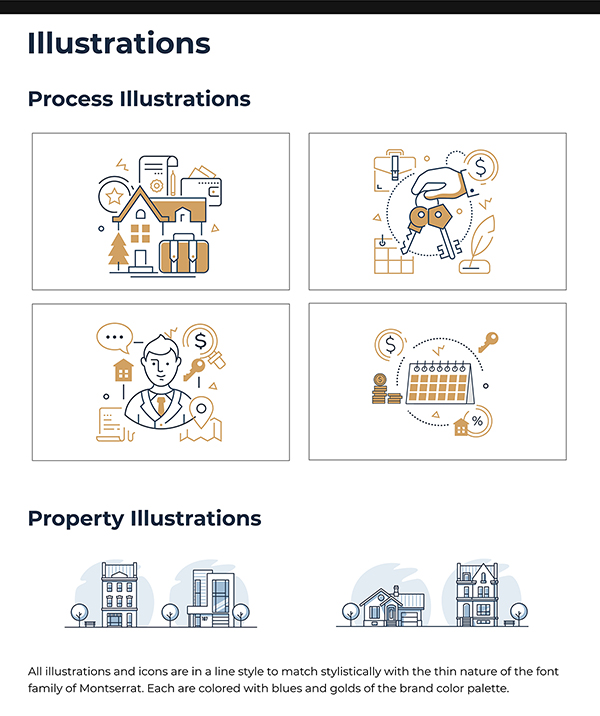 Illustrations
Process Illustrations
$
$
$
$
%
Property Illustrations
187
All illustrations and icons are in a line style to match stylistically with the thin nature of the font
family of Montserrat. Each are colored with blues and golds of the brand color palette.